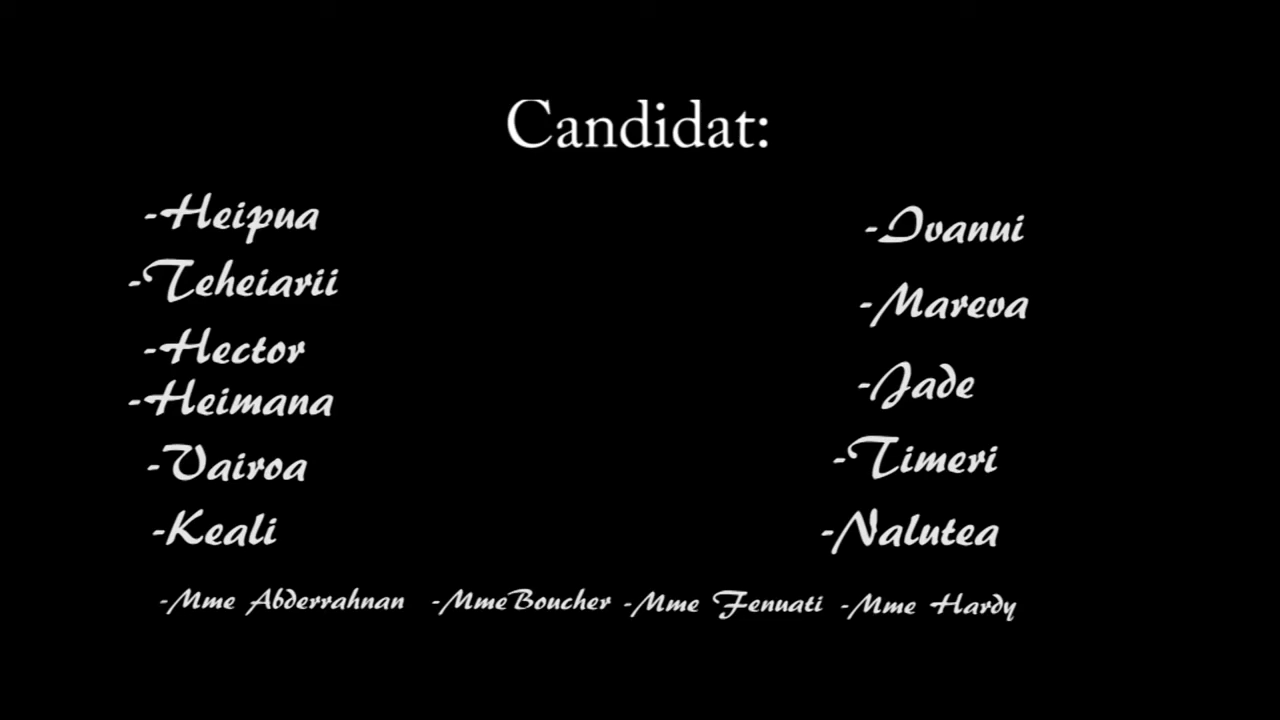 Candidat:
-Heipua
-Teheiarii
-Hector
-Heimana
-Vairoa
-Keali
-Ivanui
-Mareva
-Jade
-Timeri
-Nalutea
-Mme Abderrahnan -MmeBoucher -Mme Fenuati -Mme Hardy